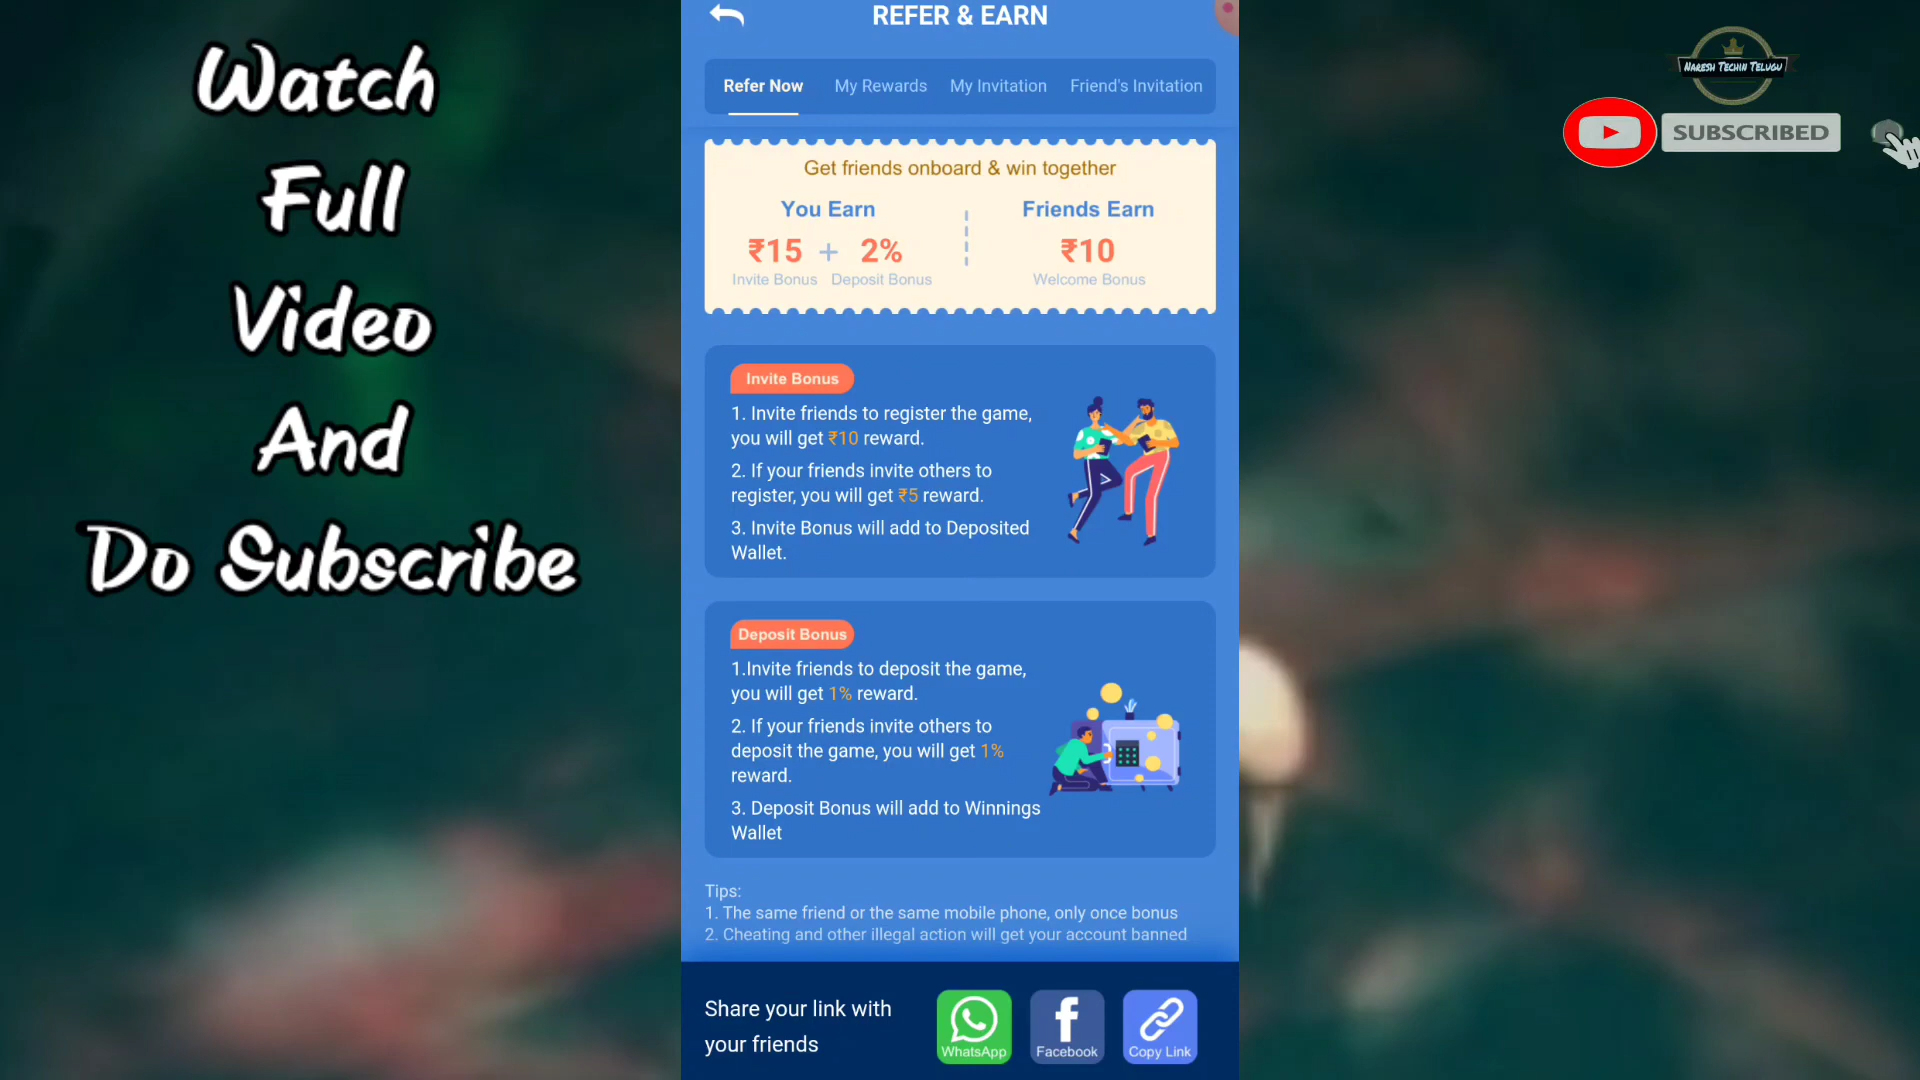 Watch
Full
Video
And
Do Subscribe
REFER & EARN
Refer Now My Rewards My Invitation Friend's Invitation
Get friends onboard & win together
You Earn Friends Earn
₹15 + 2% ₹10
Invite Bonus Deposit Bonus Welcome Bonus
Invite Bonus
1. Invite friends to register the game,
you will get ₹10 reward.
2. If your friends invite others to
register, you will get ₹5 reward.
3. Invite Bonus will add to Deposited
Wallet.
Deposit Bonus
1.Invite friends to deposit the game,
you will get 1% reward.
2. If your friends invite others to
deposit the game, you will get 1%
reward.
3. Deposit Bonus will add to Winnings
Wallet
Tips:
1. The same friend or the same mobile phone, only once bonus
2. Cheating and other illegal action will get your account banned
Share your link with
your friends
WhatsApp Facebook Copy Link
NARESH TECHIN TELUGU
SUBSCRIBED